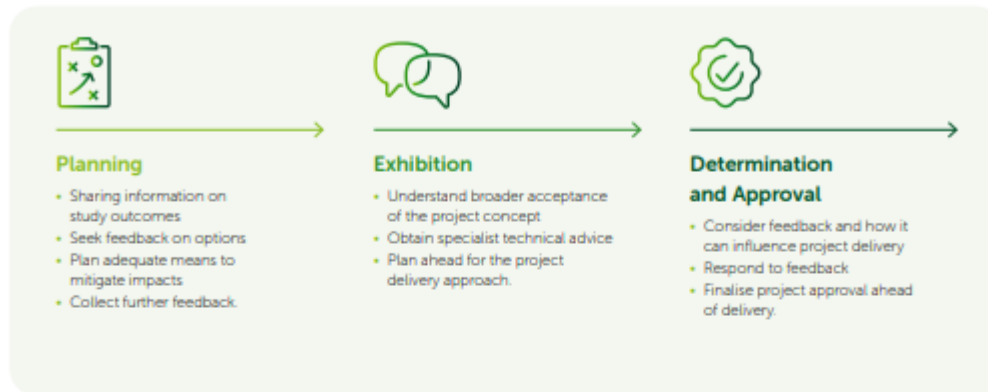 Planning
• Sharing information on
study outcomes
• Seek feedback on options
• Plan adequate means to
mitigate impacts
• Collect further feedback.
Exhibition
• Understand broader acceptance
of the project concept
• Obtain specialist technical advice
• Plan ahead for the project
delivery approach.
Determination
and Approval
• Consider feedback and how it
can influence project delivery
• Respond to feedback
• Finalise project approval ahead
of delivery.